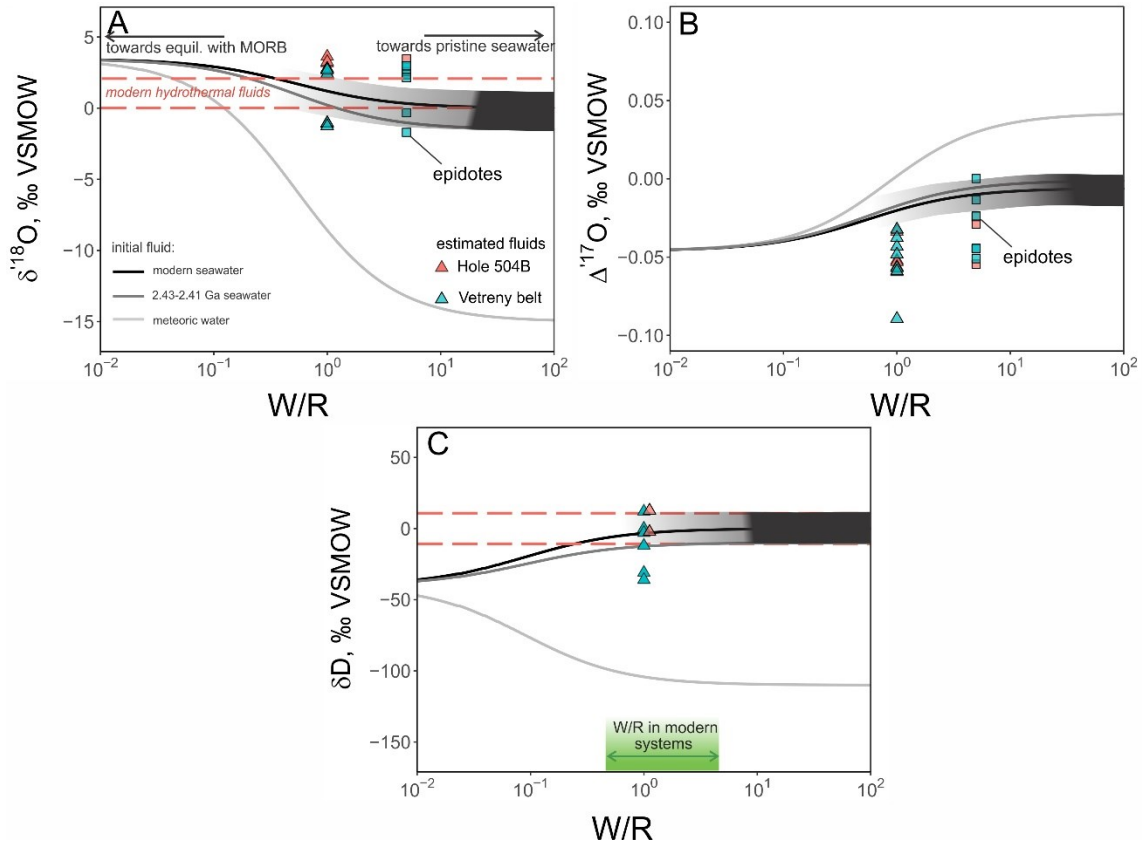 A
towards equil. with MORB
towards pristine seawater
modern hydrothermal fluids
epidotes
initial fluid:
modern seawater
2.43-2.41 Ga seawater
meteoric water
estimated fluids
Hole 504B
Vetreny belt
δ'¹⁸O, ‰ VSMOW
5
0
−5
−10
−15
10⁻² 10⁻¹ 10⁰ 10¹ 10²
W/R
B
Δ'¹⁷O, ‰ VSMOW
0.10
0.05
0.00
−0.05
−0.10
epidotes
10⁻² 10⁻¹ 10⁰ 10¹ 10²
W/R
C
δD, ‰ VSMOW
50
0
−50
−100
−150
W/R in modern
systems
10⁻² 10⁻¹ 10⁰ 10¹ 10²
W/R